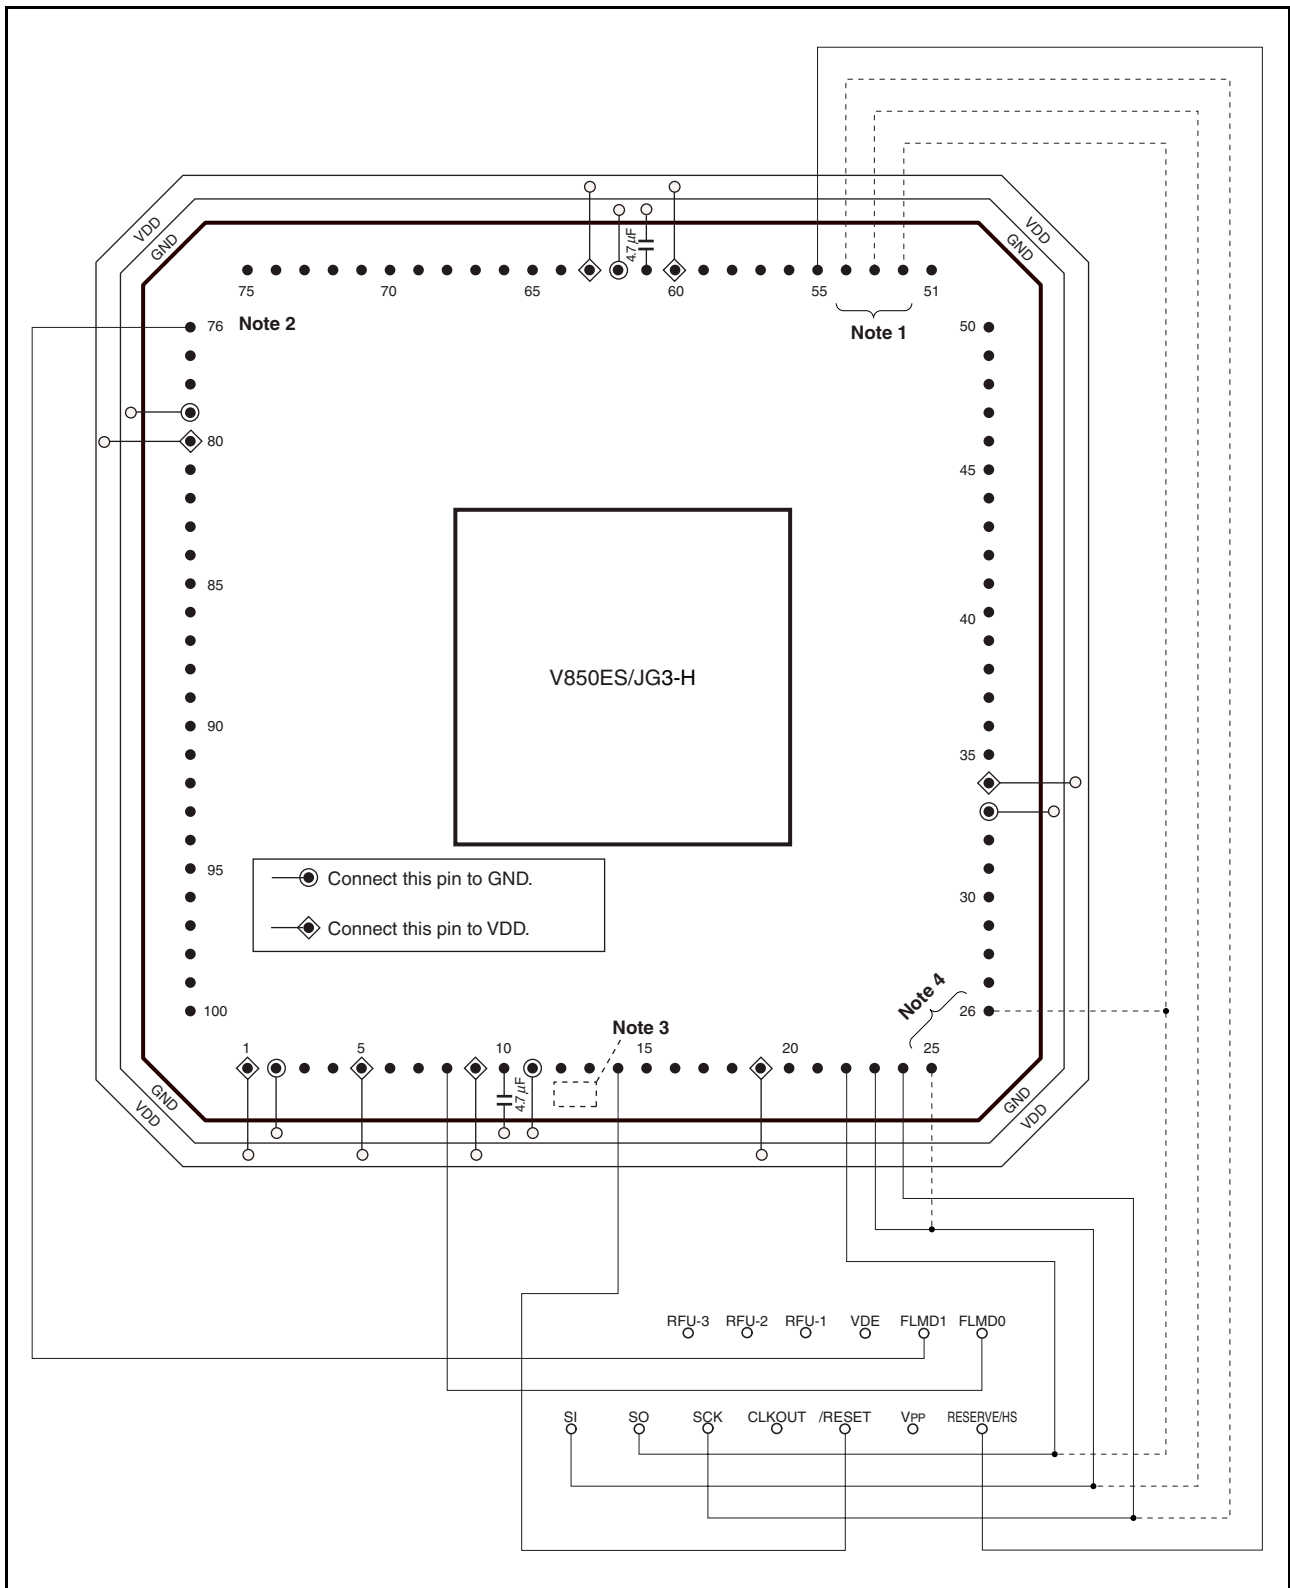 VDD
GND
VDD
GND
4.7 µF
75
70
65
60
55
51
76
Note 2
Note 1
50
80
45
85
40
V850ES/JG3-H
90
35
95
Connect this pin to GND.
30
Connect this pin to VDD.
Note 4
100
26
Note 3
1
5
10
15
20
25
4.7 µF
GND
VDD
GND
VDD
RFU-3 RFU-2 RFU-1 VDE FLMD1 FLMD0
SI SO SCK CLKOUT /RESET VPP RESERVE/HS